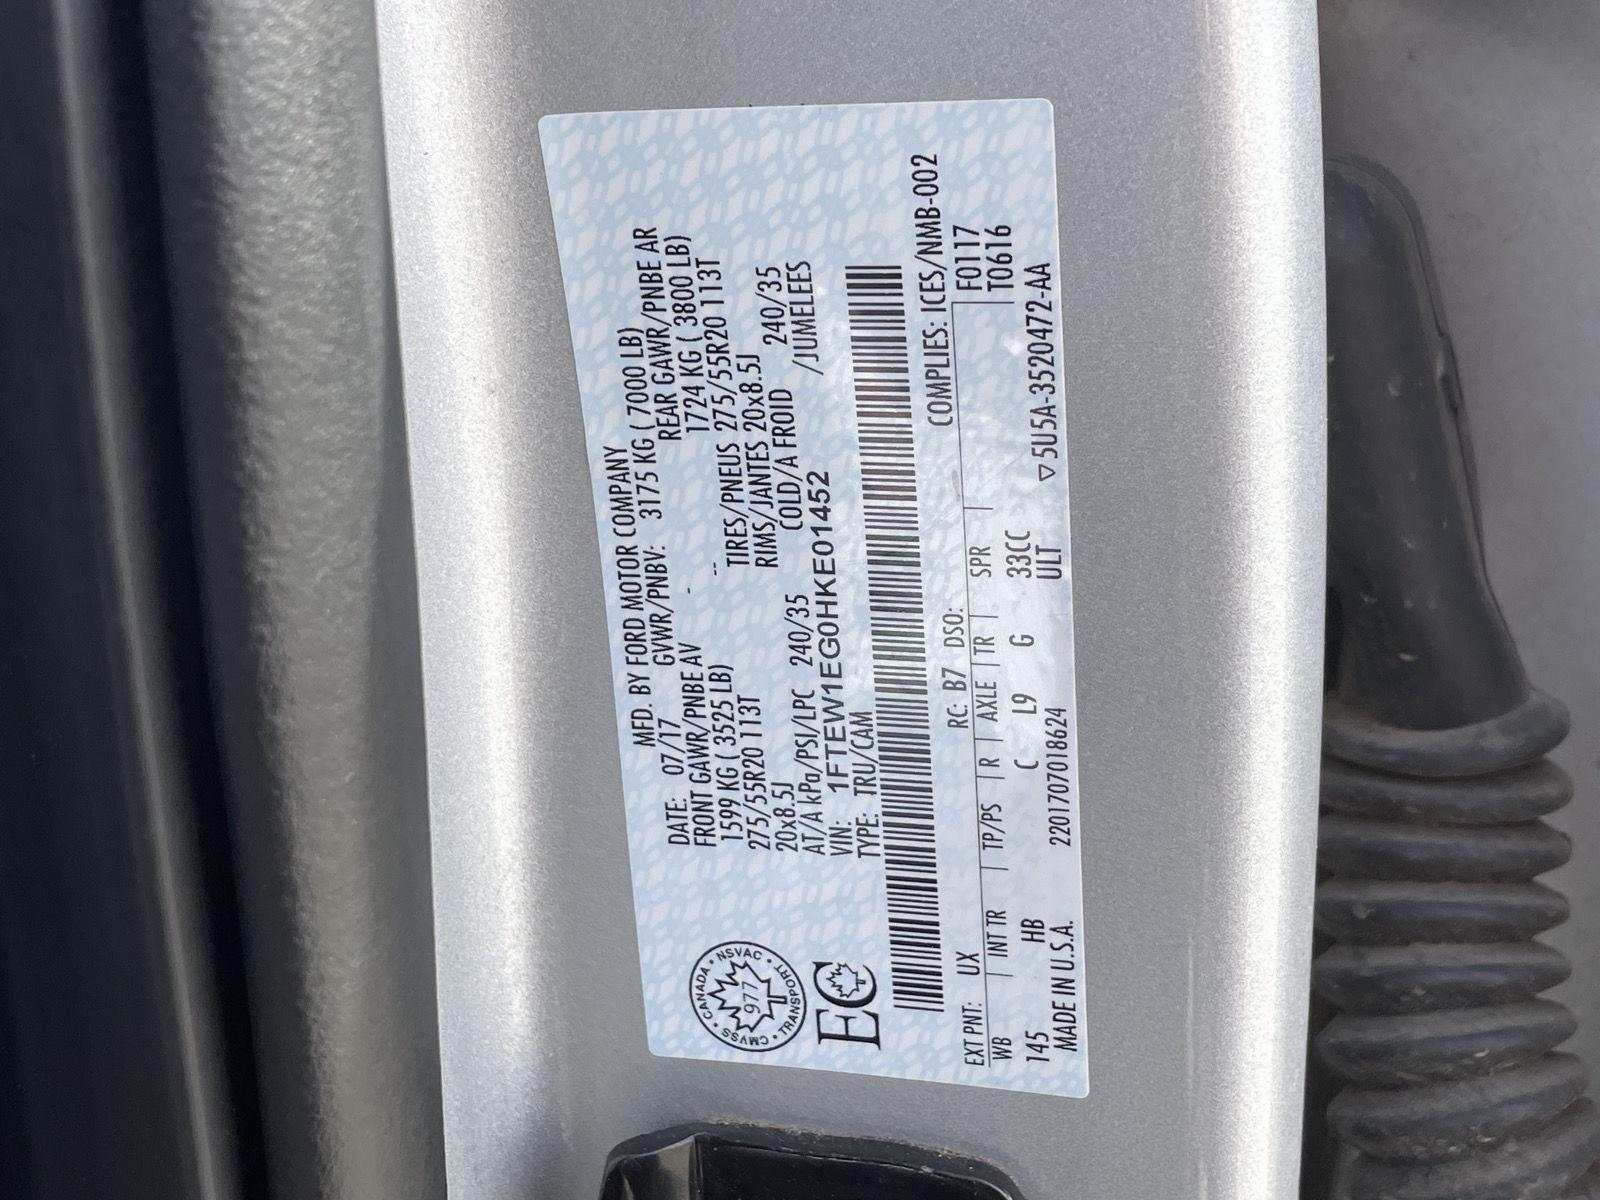 MFD. BY FORD MOTOR COMPANY
DATE: 07/17 GVWR/PNBV: 3175 KG ( 7000 LB)
FRONT GAWR/PNBE AV - REAR GAWR/PNBE AR
1599 KG ( 3525 LB) -- 1724 KG ( 3800 LB)
275/55R20 113T TIRES/PNEUS 275/55R20 113T
20x8.5J RIMS/JANTES 20x8.5J
AT/A kPa/PSI/LPC 240/35 COLD/A FROID 240/35
VIN: 1FTEW1EG0HKE01452 /JUMELEES
TYPE: TRU/CAM
CANADA • NSVAC • TRANSPORT • CMVSS •
977
EC
COMPLIES: ICES/NMB-002
EXT PNT: UX RC: B7 DSO: F0117
WB | INT TR | TP/PS | R | AXLE | TR | SPR | T0616
145 HB C L9 G 33CC
ULT
MADE IN U.S.A. 220170701 8624 ▽5U5A-3520472-AA